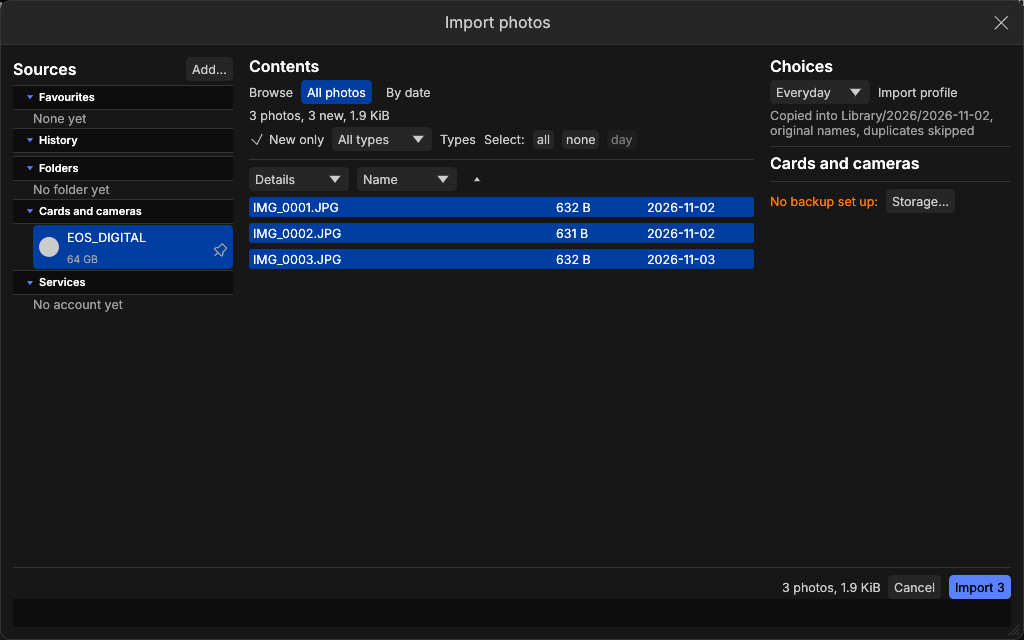 Import photos
Sources
Add...
Favourites
None yet
History
Folders
No folder yet
Cards and cameras
EOS_DIGITAL
64 GB
Services
No account yet
Contents
Browse All photos By date
3 photos, 3 new, 1.9 KiB
New only All types Types Select: all none day
Details Name
IMG_0001.JPG 632 B 2026-11-02
IMG_0002.JPG 631 B 2026-11-02
IMG_0003.JPG 632 B 2026-11-03
Choices
Everyday Import profile
Copied into Library/2026/2026-11-02,
original names, duplicates skipped
Cards and cameras
No backup set up: Storage...
3 photos, 1.9 KiB Cancel Import 3